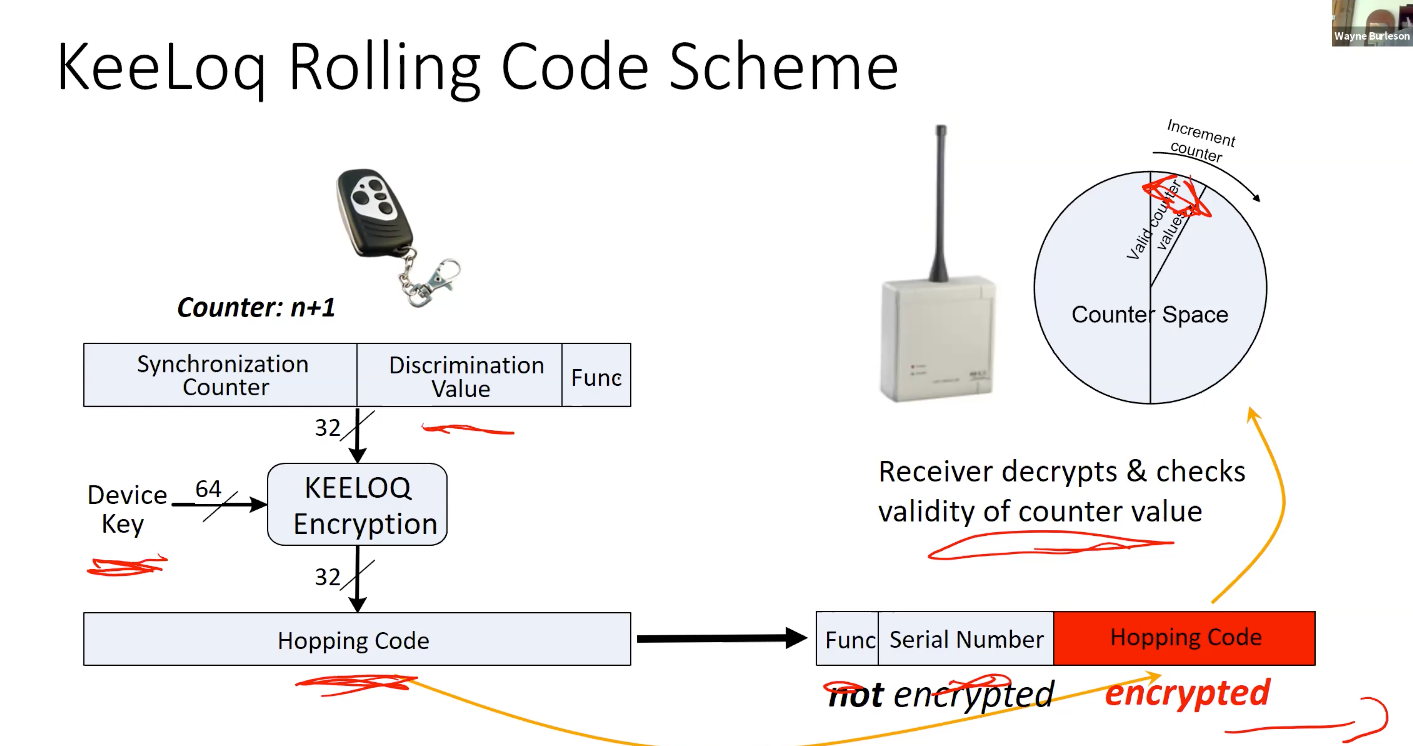 Wayne Burleson
KeeLoq Rolling Code Scheme
Increment
counter
Valid counter
values
Counter Space
Counter: n+1
Synchronization
Counter
Discrimination
Value
Func
32
Device
Key
64
KEELOQ
Encryption
32
Hopping Code
Receiver decrypts & checks
validity of counter value
Func
Serial Number
Hopping Code
not encrypted
encrypted